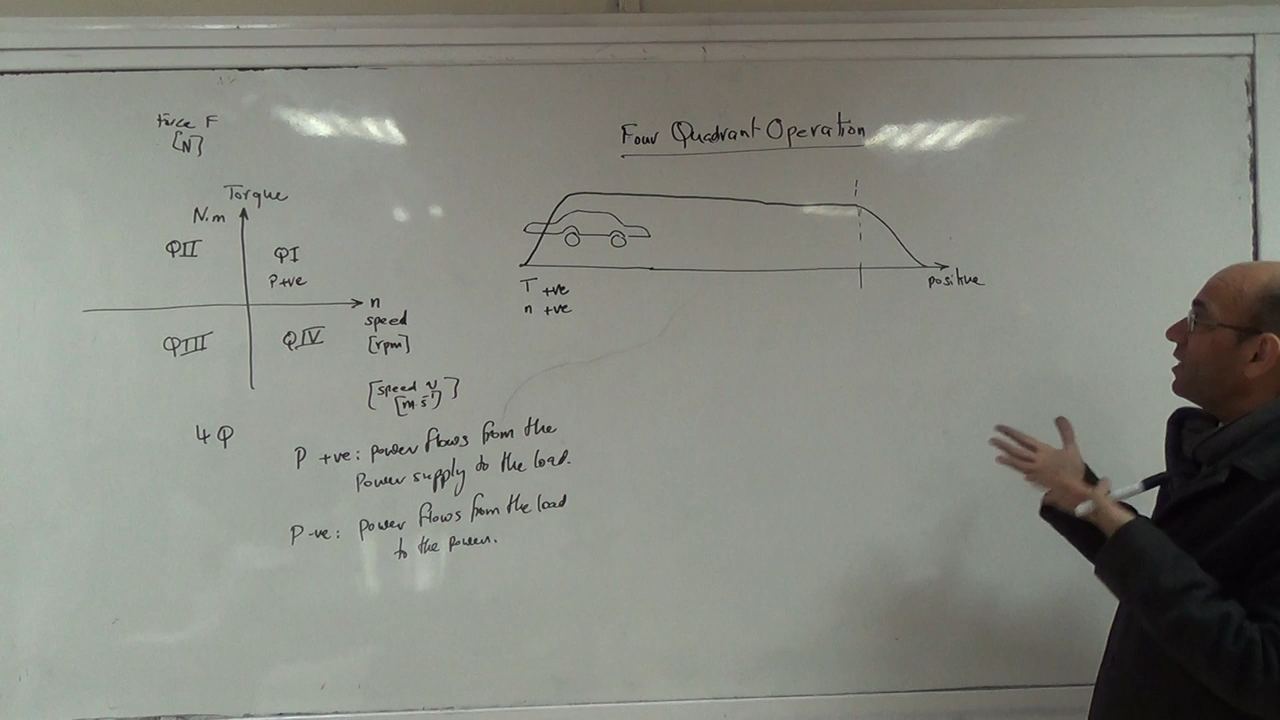 Force F
[N]
Four Quadrant Operation
Torque
N.m
QII
QI
P+ve
n
speed
[rpm]
QIII
QIV
[speed v
[m.s⁻¹]]
4 Q
T +ve
n +ve
positive
P +ve: power flows from the
Power supply to the load.
P -ve: power flows from the load
to the power.